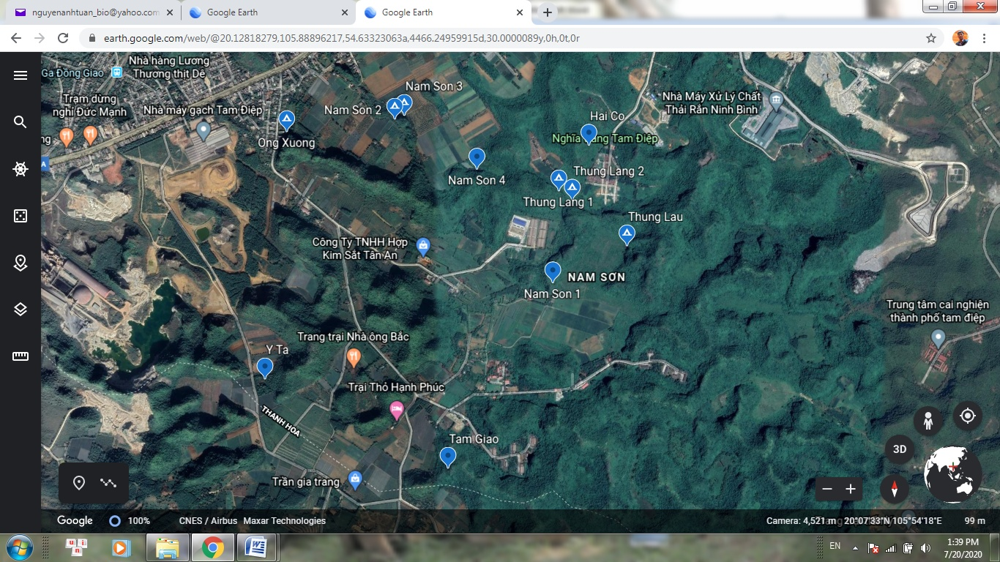 nguyenanhtuan_bio@yahoo.com
Google Earth
Google Earth
earth.google.com/web/@20.12818279,105.88896217,54.63323063a,4466.24959915d,30.0000089y,0h,0t,0r
Nhà hàng Lương
Thương thịt Dê
Ga Đồng Giao
Trạm dừng
nghỉ Đức Mạnh
Nhà máy gạch Tam Điệp
ng
A
Ong Xuong
Nam Son 3
Nam Son 2
Nam Son 4
Hai Co
Nhà Máy Xử Lý Chất
Thải Rắn Ninh Bình
Thung Lang 2
Thung Lang 1
Thung Lau
Công Ty TNHH Hợp
Kim Sắt Tân An
NAM SƠN
Nam Son 1
Trung tâm cai nghiện
thành phố tam điệp
Trang trại Nhà ông Bắc
Y Ta
Trại Thỏ Hạnh Phúc
THANH HOA
Tam Giao
Trần gia trang
3D
Google
100%
CNES / Airbus Maxar Technologies
Camera: 4,521 m 20°07'33"N 105°54'18"E
99 m
EN
1:39 PM
7/20/2020